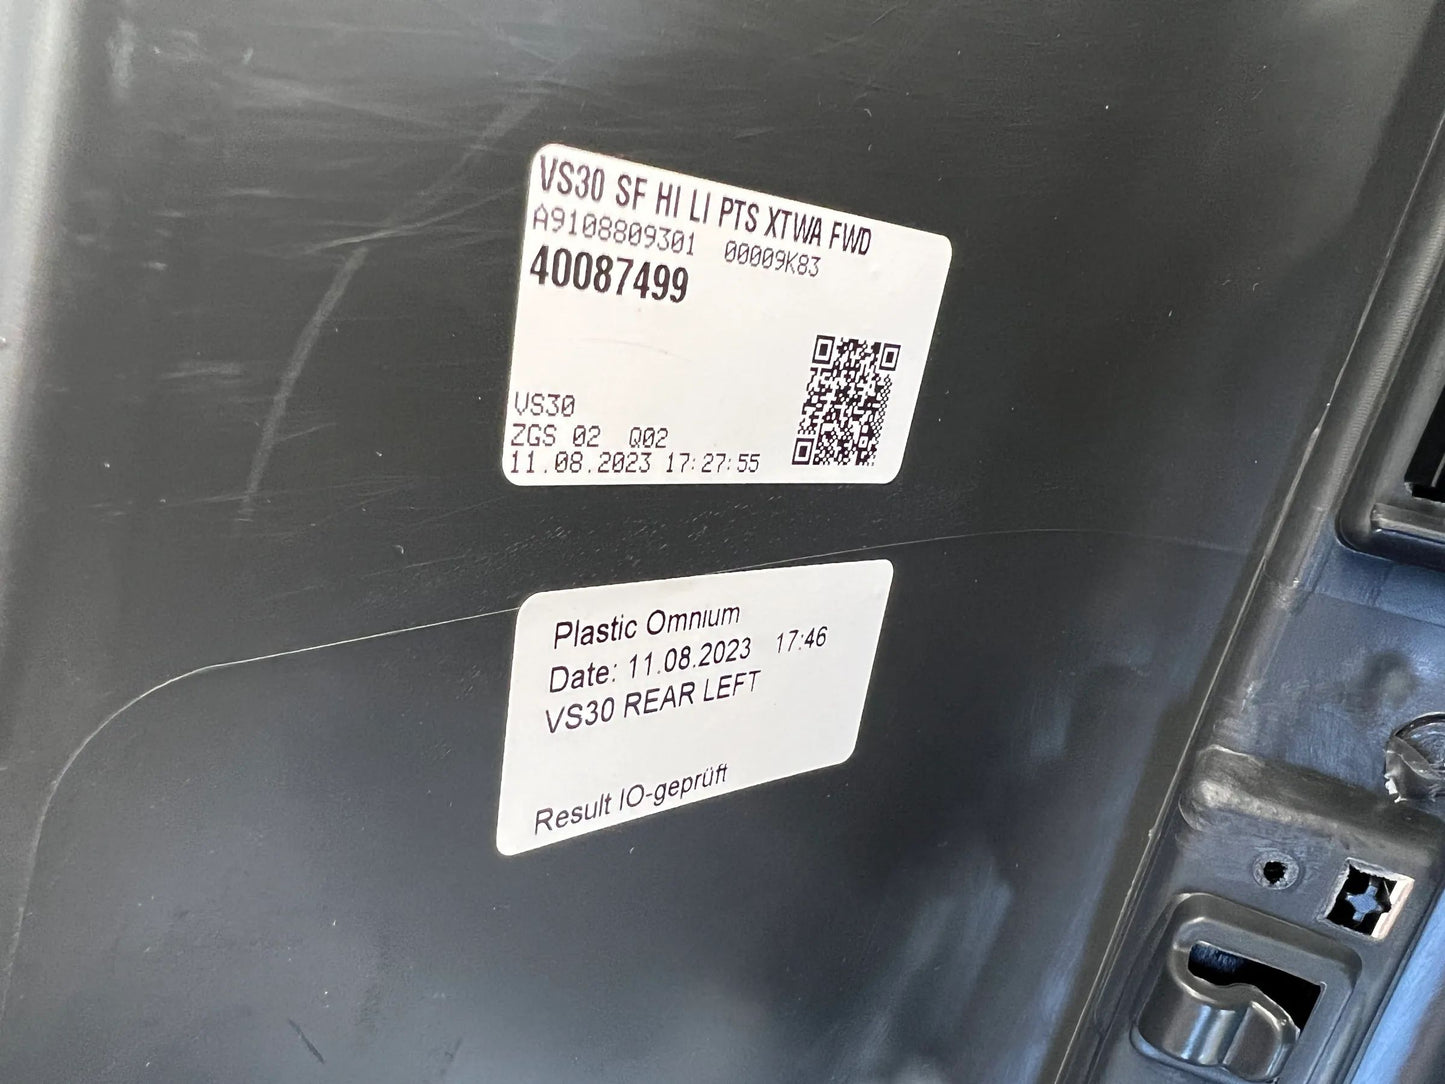 VS30 SF HI LI PTS XTWA FWD
A9108809301 00009K83
40087499
VS30
ZGS 02 Q02
11.08.2023 17:27:55
Plastic Omnium
Date: 11.08.2023 17:46
VS30 REAR LEFT
Result IO-geprüft